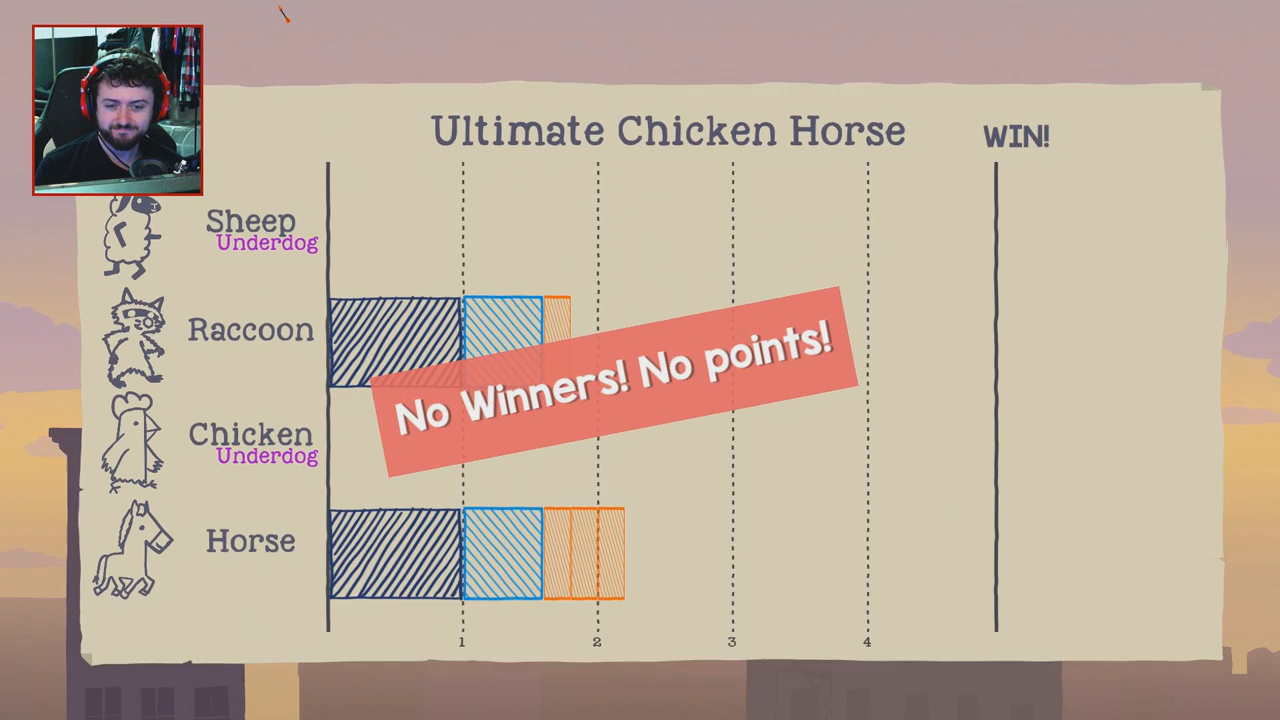 Ultimate Chicken Horse
WIN!
Sheep
Underdog
Raccoon
No Winners! No points!
Chicken
Underdog
Horse
1 2 3 4